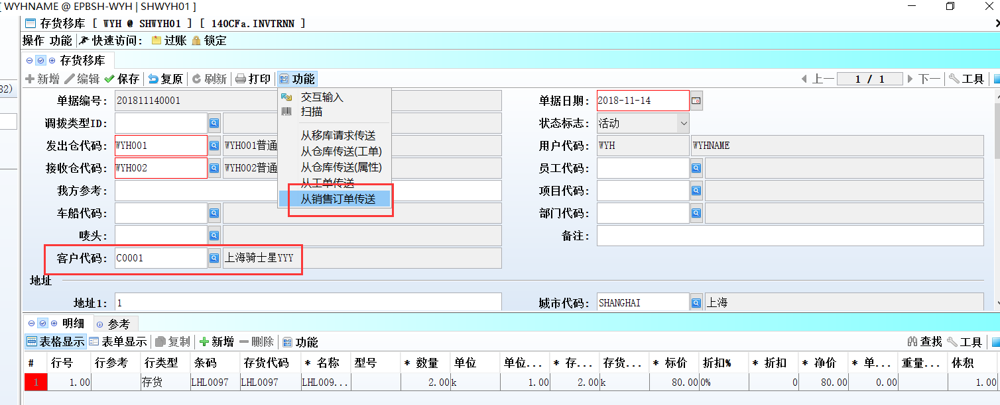 [ WYHNAME @ EPBSH-WYH | SHWYH01 ]
存货移库 [ WYH @ SHWYH01 ] [ 140CFa.INVTRNN ]
操作 功能 快速访问: 过账 锁定
存货移库
新增 编辑 保存 复原 刷新 打印 功能 上一 1 / 1 下一 工具
32)
单据编号: 201811140001
单据日期: 2018-11-14
调拨类型ID:
状态标志: 活动
发出仓代码: WYH001 WYH001普通
用户代码: WYH WYHNAME
接收仓代码: WYH002 WYH002普通
员工代码:
我方参考:
项目代码:
车船代码:
部门代码:
唛头:
备注:
客户代码: C0001 上海骑士星YYY
交互输入
扫描
从移库请求传送
从仓库传送(工单)
从仓库传送(属性)
从工单传送
从销售订单传送
地址
地址1: 1
城市代码: SHANGHAI 上海
明细 参考
表格显示 表单显示 复制 新增 删除 功能 查找 工具
# 行号 行参考 行类型 条码 存货代码 * 名称 型号 * 数量 单位 单位... * 存... 存货... * 标价 折扣% * 折扣 * 净价 * 单... 重量... 体积
1 1.00 存货 LHL0097 LHL0097 LHL009... 2.00 k 1.00 2.00 k 80.00 0% 0 80.00 0.00 1.00